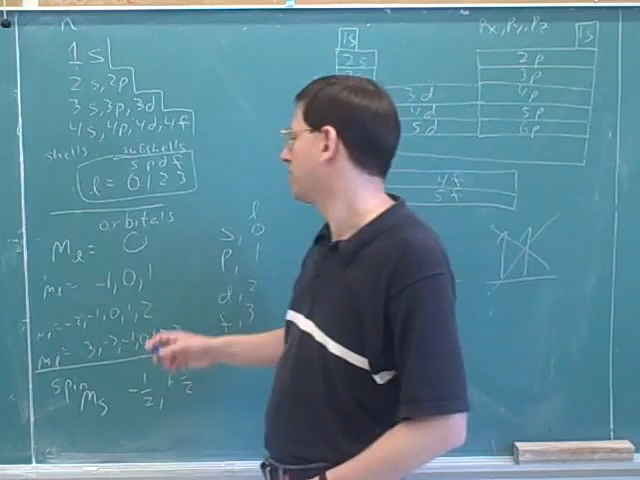 n
1s
2s, 2p
3s, 3p, 3d
4s, 4p, 4d, 4f
shells subshells
s p d f
l = 0 1 2 3
orbitals
Ml = 0
ml = -1, 0, 1
-2, -1, 0, 1, 2
ml = 3, -2, -1, 0
spin
Ms -1/2, +1/2
l
s, 0
p, 1
d, 2
f, 3
Px, Py, Pz
1s
1s
2s
2p
3p
3d
4p
4d
5p
5d
6p
4f
5f